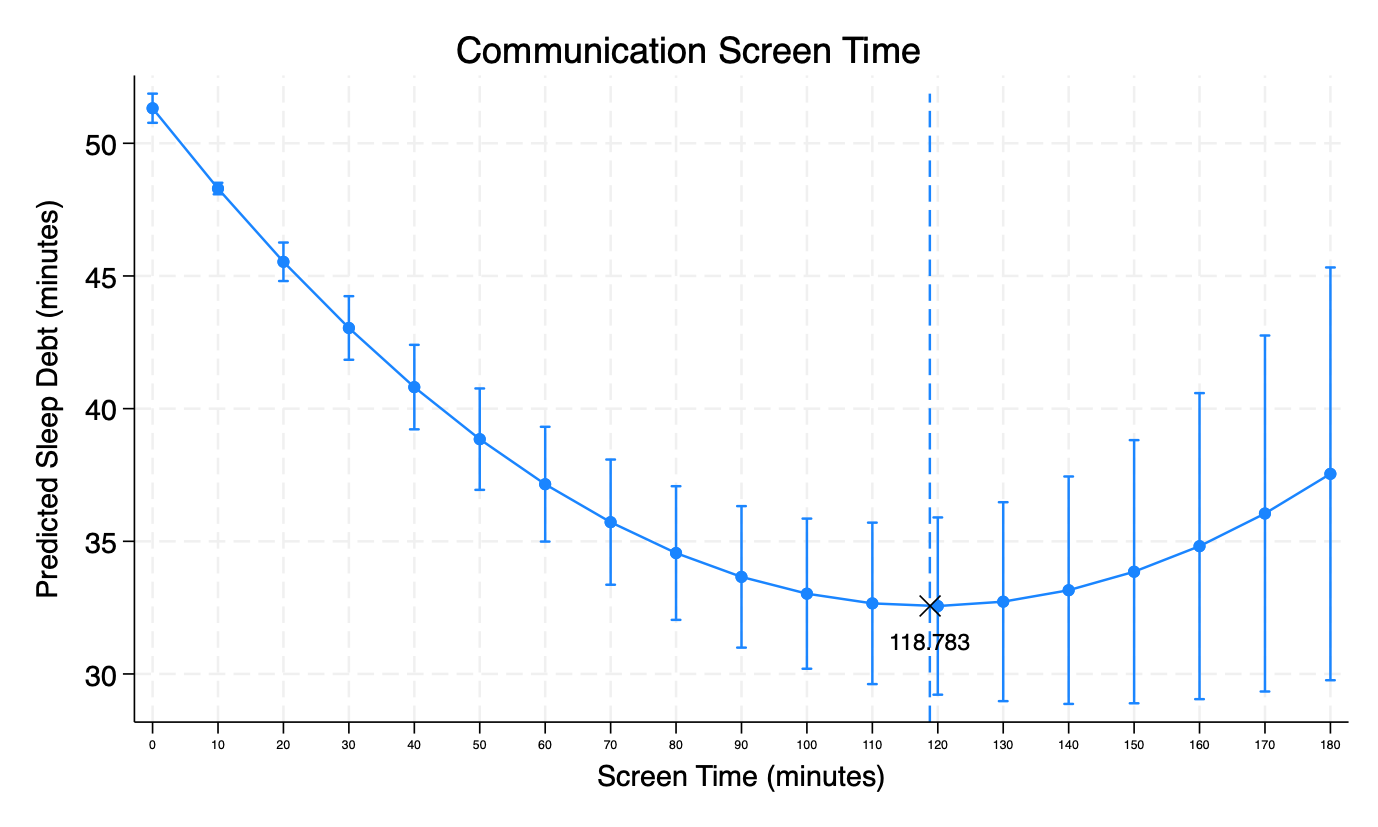 Communication Screen Time
Predicted Sleep Debt (minutes)
50
45
40
35
30
118.783
0 10 20 30 40 50 60 70 80 90 100 110 120 130 140 150 160 170 180
Screen Time (minutes)